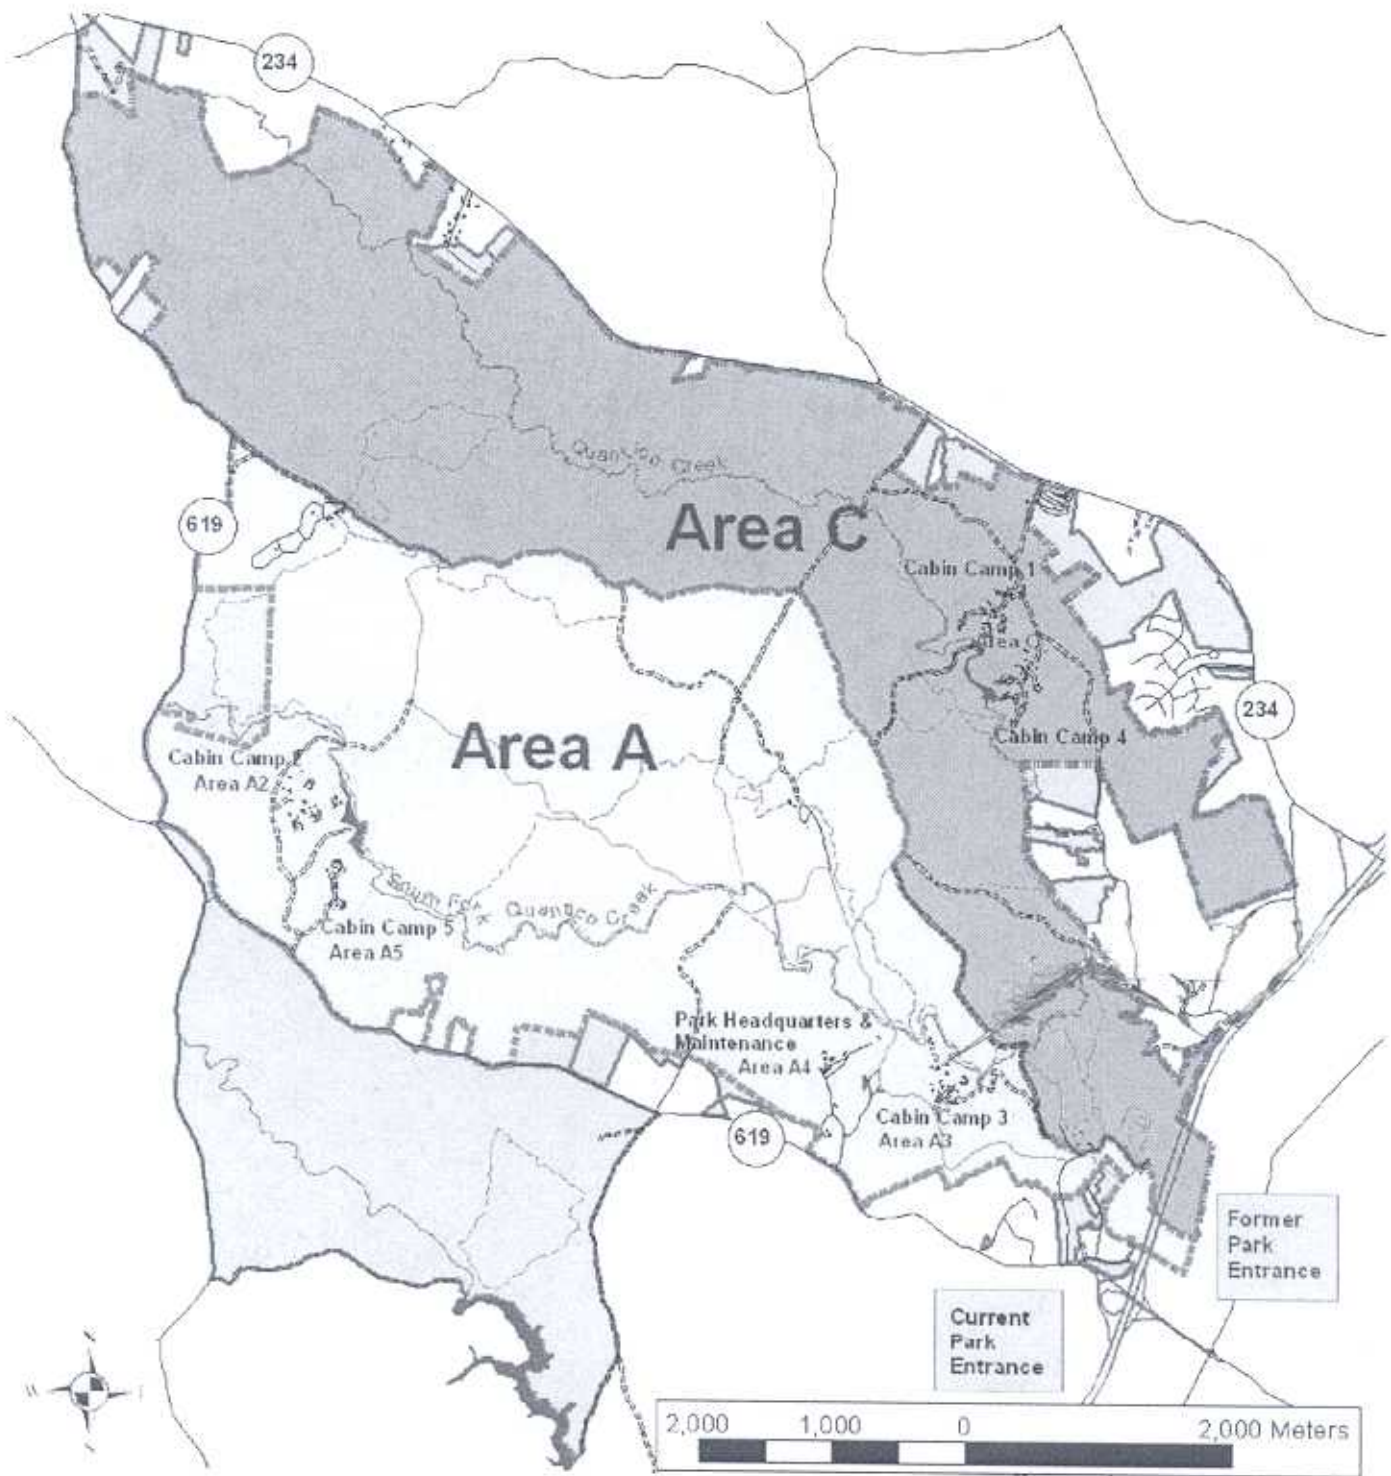 234
Quantico Creek
Area C
619
Cabin Camp 1
Area C
234
Area A
Cabin Camp 4
Cabin Camp 2
Area A2
South Fork Quantico Creek
Cabin Camp 5
Area A5
Park Headquarters &
Maintenance
Area A4
Cabin Camp 3
Area A3
619
Former
Park
Entrance
Current
Park
Entrance
W
2,000 1,000 0 2,000 Meters